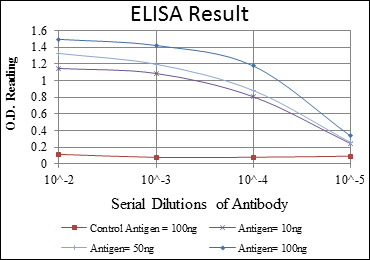 ELISA Result
1.6
1.4
1.2
1
0.8
0.6
0.4
0.2
0
O.D. Reading
10^-2 10^-3 10^-4 10^-5
Serial Dilutions of Antibody
Control Antigen = 100ng Antigen= 10ng
Antigen= 50ng Antigen= 100ng